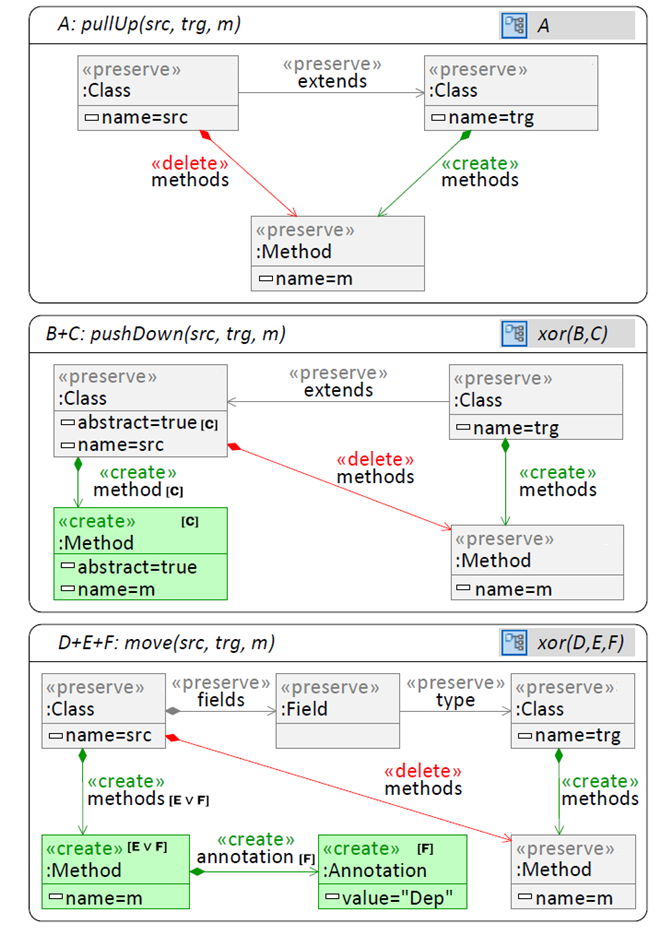 A: pullUp(src, trg, m)
A
«preserve»
:Class
name=src
«preserve»
extends
«preserve»
:Class
name=trg
«delete»
methods
«create»
methods
«preserve»
:Method
name=m
B+C: pushDown(src, trg, m)
xor(B,C)
«preserve»
:Class
abstract=true [C]
name=src
«preserve»
extends
«preserve»
:Class
name=trg
«create»
method [C]
«delete»
methods
«create»
methods
«create» [C]
:Method
abstract=true
name=m
«preserve»
:Method
name=m
D+E+F: move(src, trg, m)
xor(D,E,F)
«preserve»
:Class
name=src
«preserve»
fields
«preserve»
:Field
«preserve»
type
«preserve»
:Class
name=trg
«create»
methods [E ∨ F]
«delete»
methods
«create»
methods
«create» [E ∨ F]
:Method
name=m
«create»
annotation [F]
«create» [F]
:Annotation
value="Dep"
«preserve»
:Method
name=m